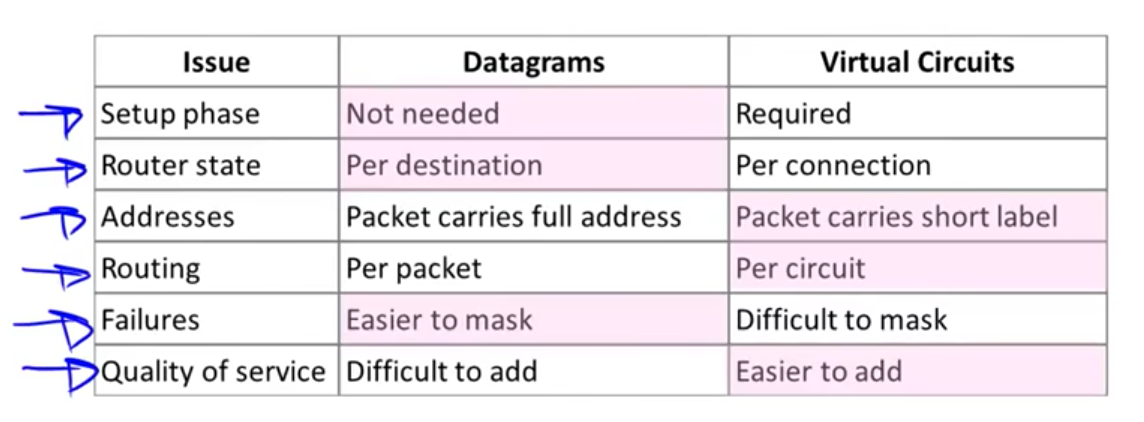 Issue Datagrams Virtual Circuits
Setup phase Not needed Required
Router state Per destination Per connection
Addresses Packet carries full address Packet carries short label
Routing Per packet Per circuit
Failures Easier to mask Difficult to mask
Quality of service Difficult to add Easier to add